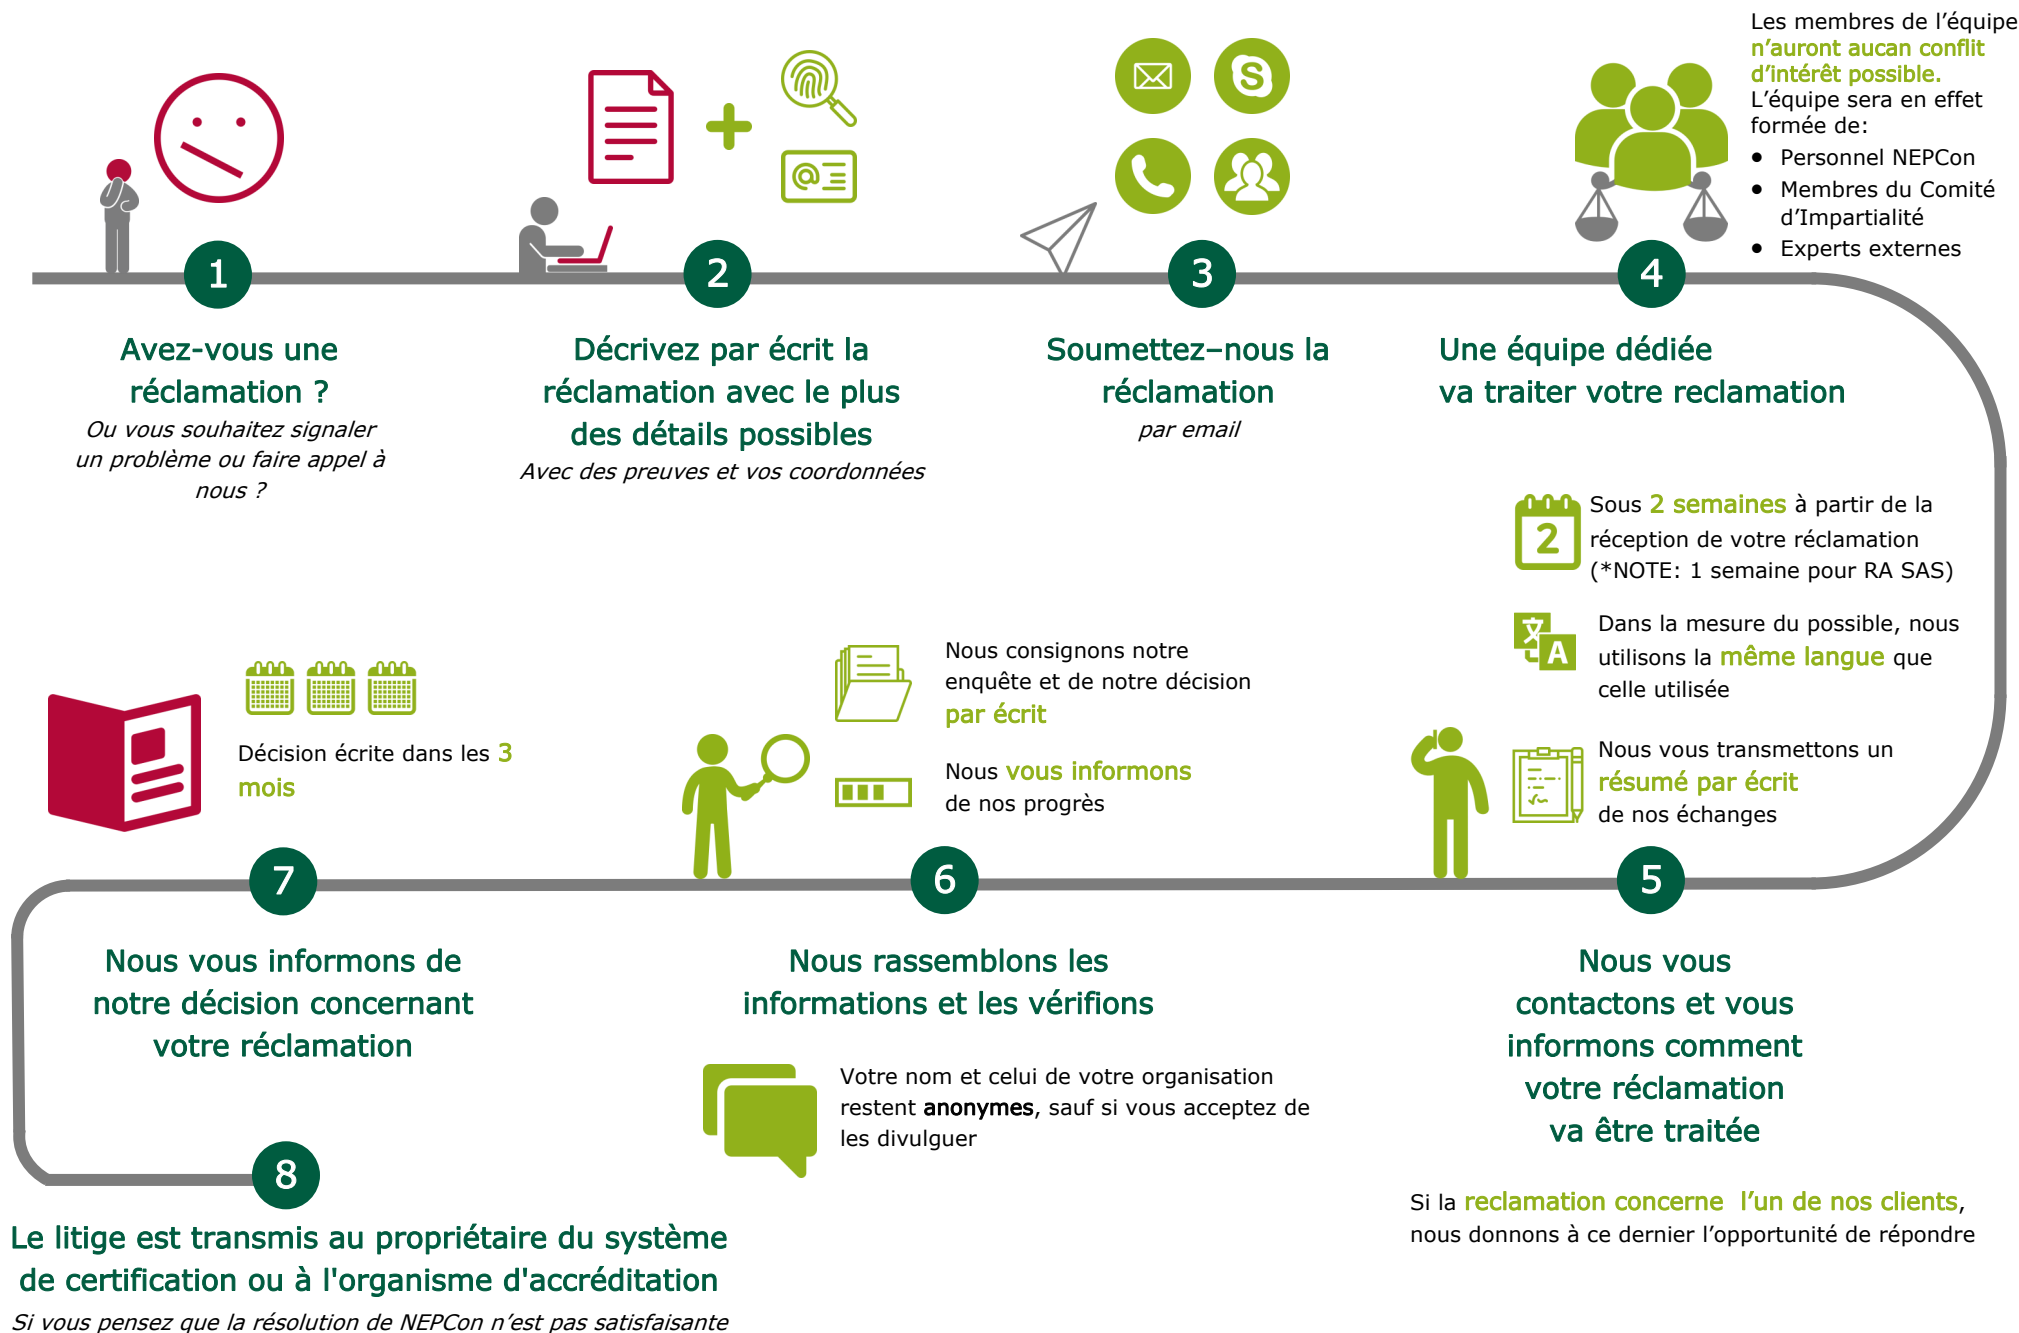 Les membres de l’équipe
n’auront aucan conflit
d’intérêt possible.
L’équipe sera en effet
formée de:
• Personnel NEPCon
• Membres du Comité
d’Impartialité
• Experts externes
1
2
3
4
Avez-vous une
réclamation ?
Ou vous souhaitez signaler
un problème ou faire appel à
nous ?
Décrivez par écrit la
réclamation avec le plus
des détails possibles
Avec des preuves et vos coordonnées
Soumettez–nous la
réclamation
par email
Une équipe dédiée
va traiter votre reclamation
2
Sous 2 semaines à partir de la
réception de votre réclamation
(*NOTE: 1 semaine pour RA SAS)
文
A
Dans la mesure du possible, nous
utilisons la même langue que
celle utilisée
Nous vous transmettons un
résumé par écrit
de nos échanges
5
Nous vous
contactons et vous
informons comment
votre réclamation
va être traitée
Si la reclamation concerne  l’un de nos clients,
nous donnons à ce dernier l’opportunité de répondre
Nous consignons notre
enquête et de notre décision
par écrit
Nous vous informons
de nos progrès
6
Nous rassemblons les
informations et les vérifions
Votre nom et celui de votre organisation
restent anonymes, sauf si vous acceptez de
les divulguer
Décision écrite dans les 3
mois
7
Nous vous informons de
notre décision concernant
votre réclamation
8
Le litige est transmis au propriétaire du système
de certification ou à l'organisme d'accréditation
Si vous pensez que la résolution de NEPCon n’est pas satisfaisante